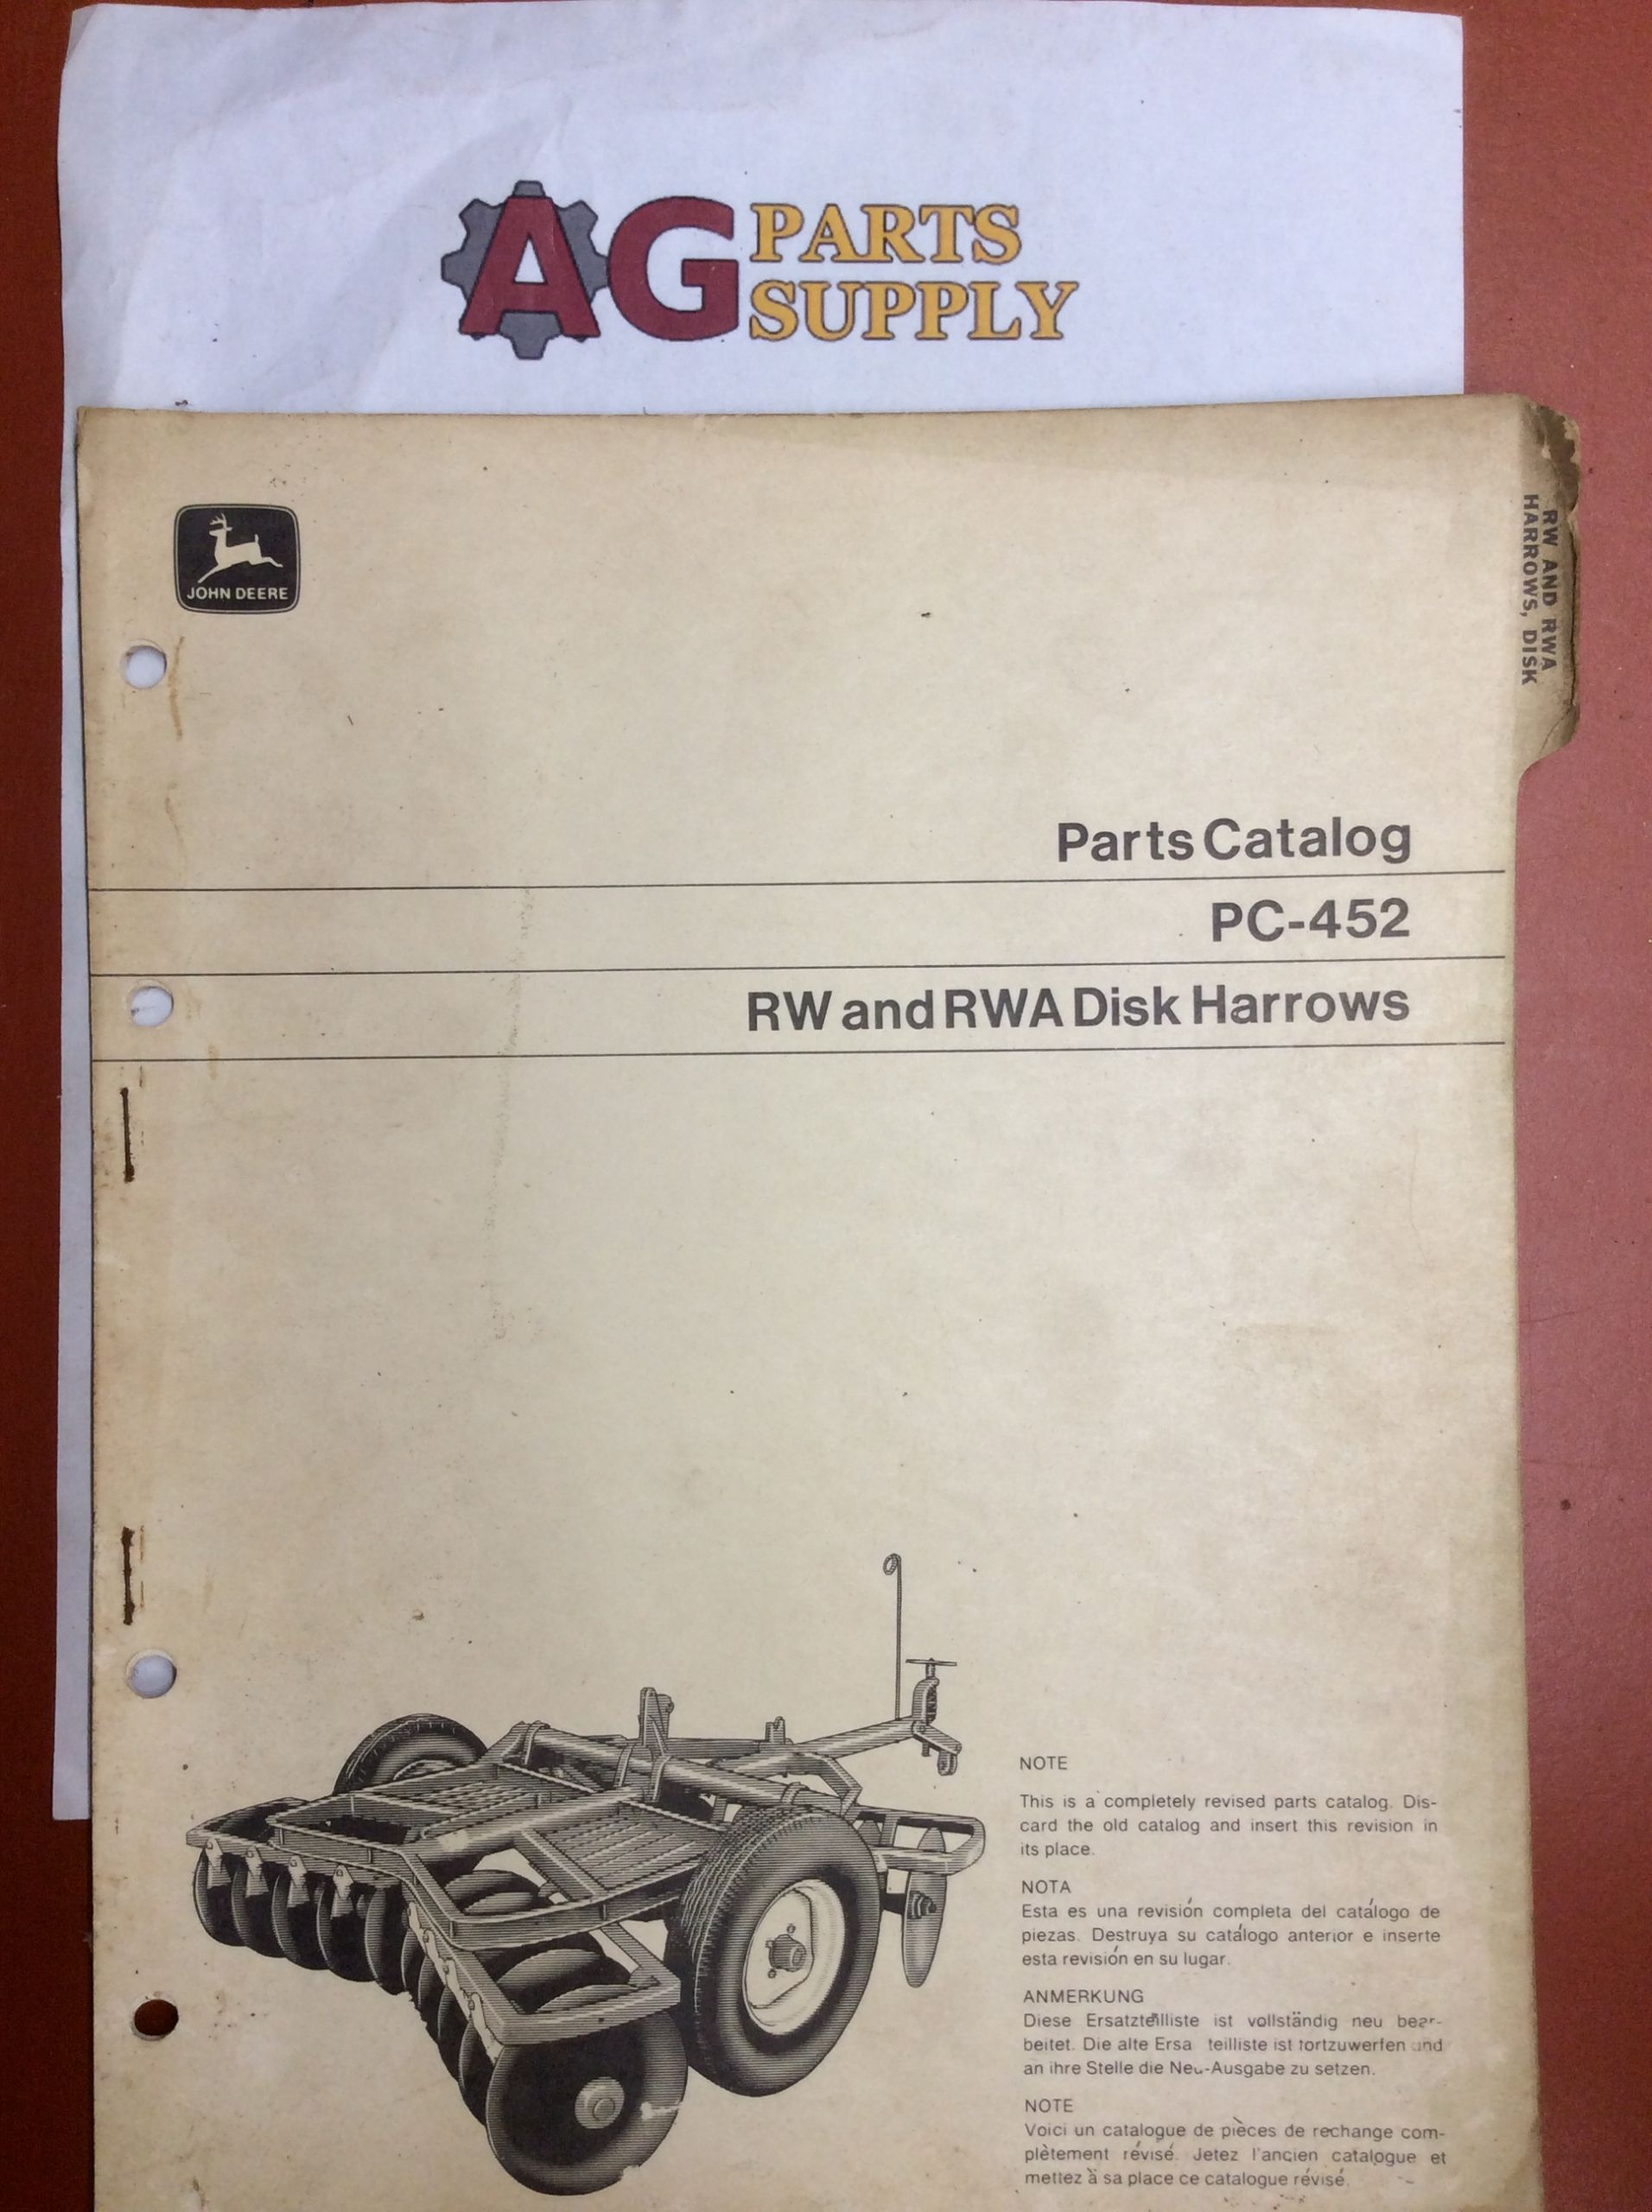 AG PARTS
SUPPLY
JOHN DEERE
RW AND RWA
HARROWS, DISK
Parts Catalog
PC-452
RW and RWA Disk Harrows
NOTE
This is a completely revised parts catalog. Dis-
card the old catalog and insert this revision in
its place.
NOTA
Esta es una revisión completa del catálogo de
piezas. Destruya su catálogo anterior e inserte
esta revisión en su lugar.
ANMERKUNG
Diese Ersatzteilliste ist vollständig neu bear-
beitet. Die alte Ersa teilliste ist fortzuwerfen und
an ihre Stelle die Neu-Ausgabe zu setzen.
NOTE
Voici un catalogue de pièces de rechange com-
plètement révisé. Jetez l'ancien catalogue et
mettez à sa place ce catalogue révisé.